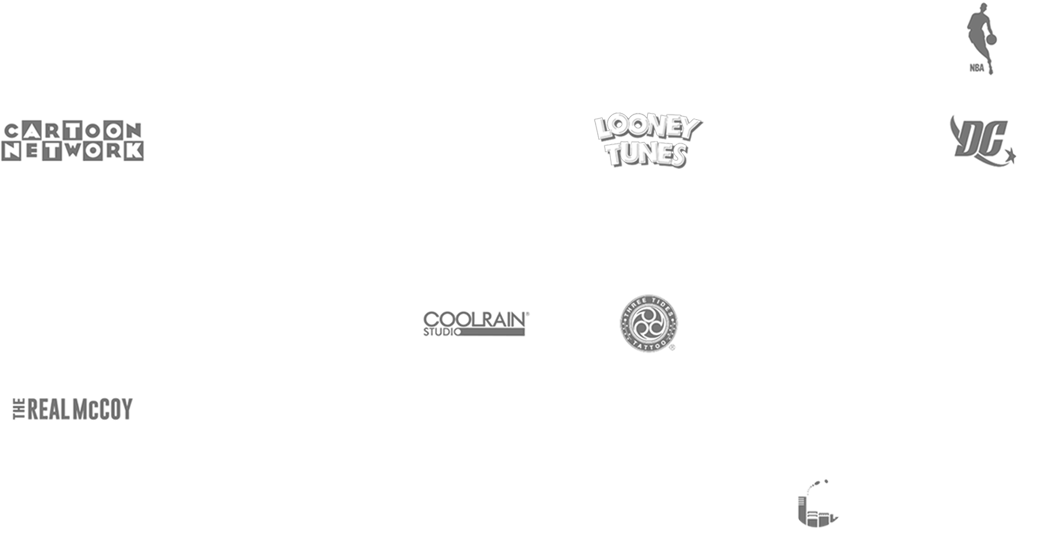 NBA
CARTOON
NETWORK
LOONEY
TUNES
DC
COOLRAIN®
STUDIO
THREE TIDES
TATTOO
®
THE REAL McCOY